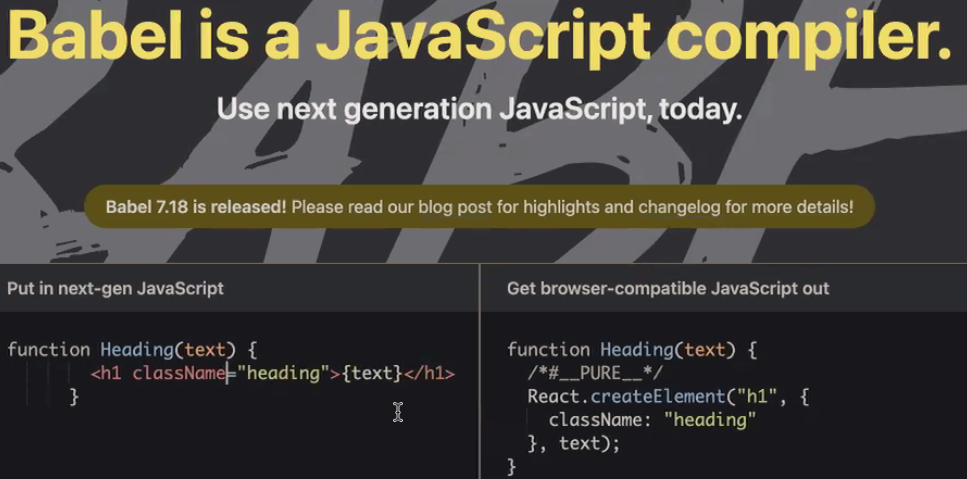 Babel is a JavaScript compiler.
Use next generation JavaScript, today.
Babel 7.18 is released! Please read our blog post for highlights and changelog for more details!
Put in next-gen JavaScript
function Heading(text) {
<h1 className="heading">{text}</h1>
}
Get browser-compatible JavaScript out
function Heading(text) {
/*#__PURE__*/
React.createElement("h1", {
className: "heading"
}, text);
}